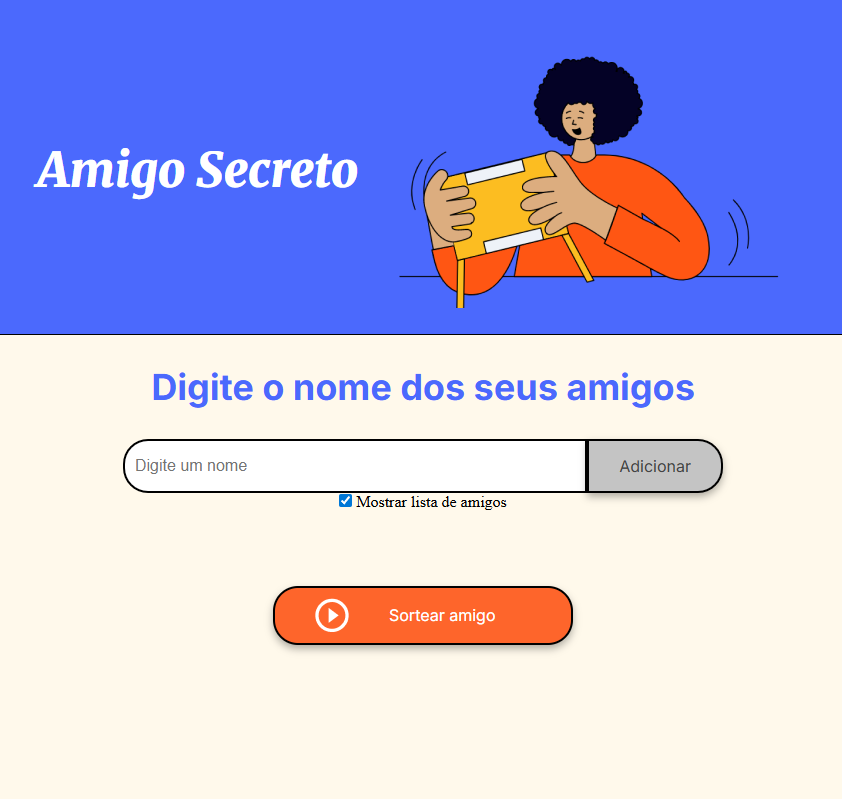 Amigo Secreto
Digite o nome dos seus amigos
Digite um nome
Adicionar
Mostrar lista de amigos
Sortear amigo